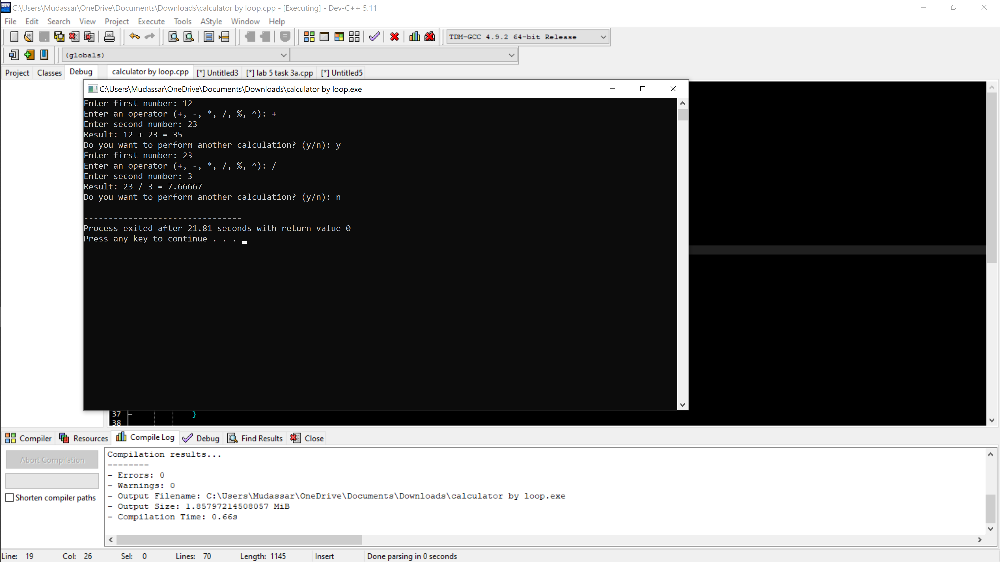 C:\Users\Mudassar\OneDrive\Documents\Downloads\calculator by loop.cpp - [Executing] - Dev-C++ 5.11
File Edit Search View Project Execute Tools AStyle Window Help
TDM-GCC 4.9.2 64-bit Release
(globals)
Project Classes Debug calculator by loop.cpp [*] Untitled3 [*] lab 5 task 3a.cpp [*] Untitled5
C:\Users\Mudassar\OneDrive\Documents\Downloads\calculator by loop.exe
Enter first number: 12
Enter an operator (+, -, *, /, %, ^): +
Enter second number: 23
Result: 12 + 23 = 35
Do you want to perform another calculation? (y/n): y
Enter first number: 23
Enter an operator (+, -, *, /, %, ^): /
Enter second number: 3
Result: 23 / 3 = 7.66667
Do you want to perform another calculation? (y/n): n
--------------------------------
Process exited after 21.81 seconds with return value 0
Press any key to continue . . .
37 }
38
Compiler Resources Compile Log Debug Find Results Close
Abort Compilation
Shorten compiler paths
Compilation results...
--------
- Errors: 0
- Warnings: 0
- Output Filename: C:\Users\Mudassar\OneDrive\Documents\Downloads\calculator by loop.exe
- Output Size: 1.85797214508057 MiB
- Compilation Time: 0.66s
Line: 19 Col: 26 Sel: 0 Lines: 70 Length: 1145 Insert Done parsing in 0 seconds